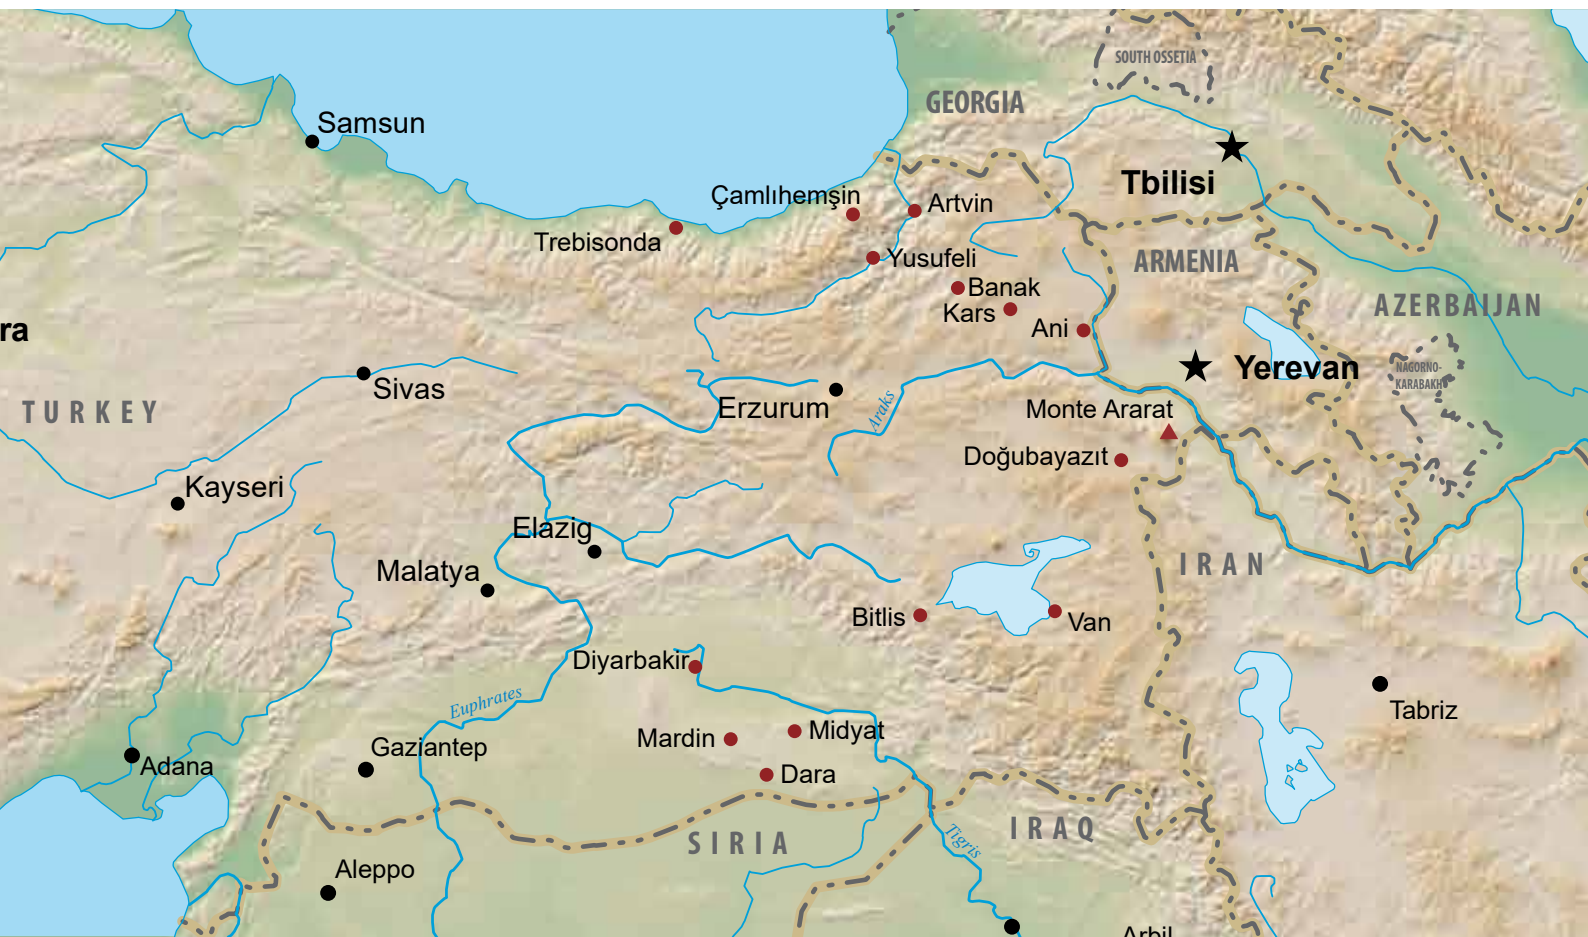 SOUTH OSSETIA
GEORGIA
Samsun
Tbilisi
Çamlıhemşin
Artvin
Trebisonda
Yusufeli
ARMENIA
Banak
Kars
AZERBAIJAN
Ani
ra
Yerevan
NAGORNO-
KARABAKH
Sivas
TURKEY
Erzurum
Araks
Monte Ararat
Doğubayazıt
Kayseri
Elazig
IRAN
Malatya
Bitlis
Van
Diyarbakir
Euphrates
Tabriz
Mardin
Midyat
Gaziantep
Adana
Dara
SIRIA
IRAQ
Tigris
Aleppo
Arbil